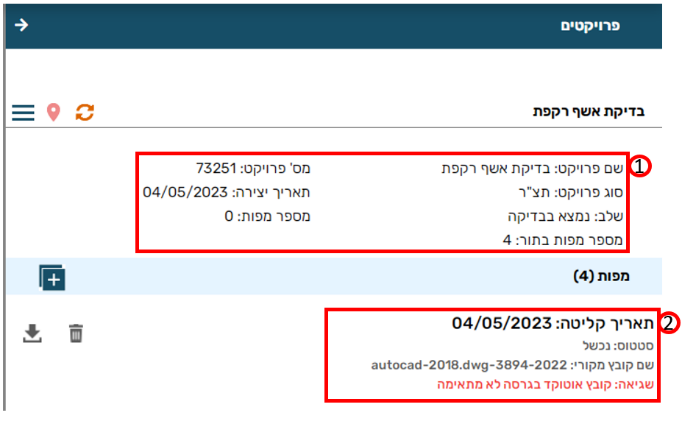 פרויקטים
בדיקת אשף רקפת
1
שם פרויקט: בדיקת אשף רקפת מס' פרויקט: 73251
סוג פרויקט: תצ"ר תאריך יצירה: 04/05/2023
שלב: נמצא בבדיקה מספר מפות: 0
מספר מפות בתור: 4
מפות (4)
2
תאריך קליטה: 04/05/2023
סטטוס: נכשל
שם קובץ מקורי: autocad-2018.dwg-3894-2022
שגיאה: קובץ אוטוקד בגרסה לא מתאימה